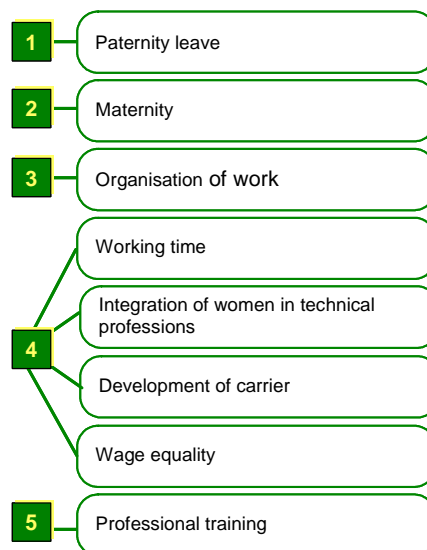 1 Paternity leave
2 Maternity
3 Organisation of work
Working time
Integration of women in technical
professions
4
Development of carrier
Wage equality
5 Professional training